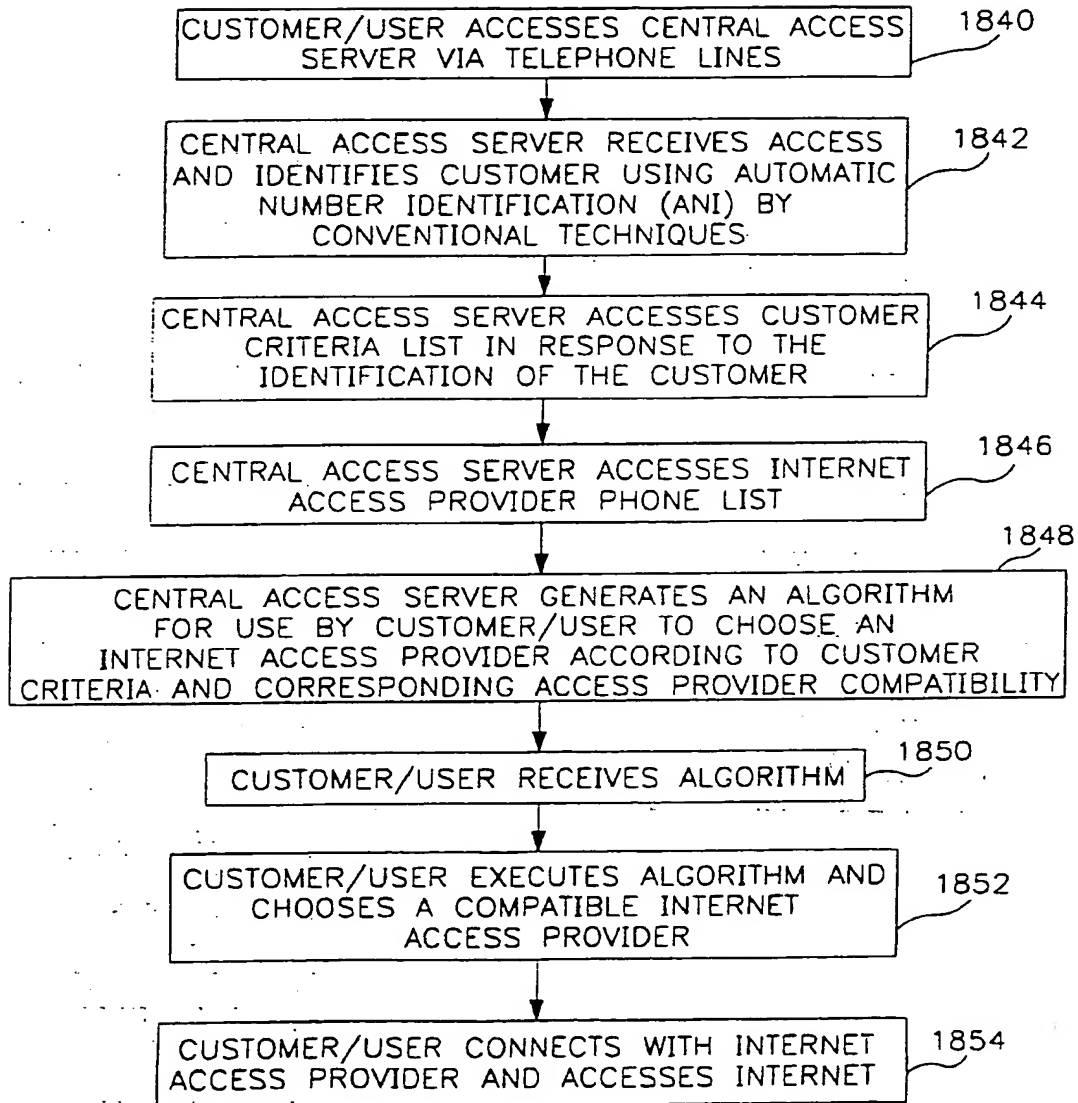 CUSTOMER/USER ACCESSES CENTRAL ACCESS
SERVER VIA TELEPHONE LINES
1840
CENTRAL ACCESS SERVER RECEIVES ACCESS
AND IDENTIFIES CUSTOMER USING AUTOMATIC
NUMBER IDENTIFICATION (ANI) BY
CONVENTIONAL TECHNIQUES
1842
CENTRAL ACCESS SERVER ACCESSES CUSTOMER
CRITERIA LIST IN RESPONSE TO THE
IDENTIFICATION OF THE CUSTOMER
1844
CENTRAL ACCESS SERVER ACCESSES INTERNET
ACCESS PROVIDER PHONE LIST
1846
CENTRAL ACCESS SERVER GENERATES AN ALGORITHM
FOR USE BY CUSTOMER/USER TO CHOOSE AN
INTERNET ACCESS PROVIDER ACCORDING TO CUSTOMER
CRITERIA AND CORRESPONDING ACCESS PROVIDER COMPATIBILITY
1848
CUSTOMER/USER RECEIVES ALGORITHM
1850
CUSTOMER/USER EXECUTES ALGORITHM AND
CHOOSES A COMPATIBLE INTERNET
ACCESS PROVIDER
1852
CUSTOMER/USER CONNECTS WITH INTERNET
ACCESS PROVIDER AND ACCESSES INTERNET
1854